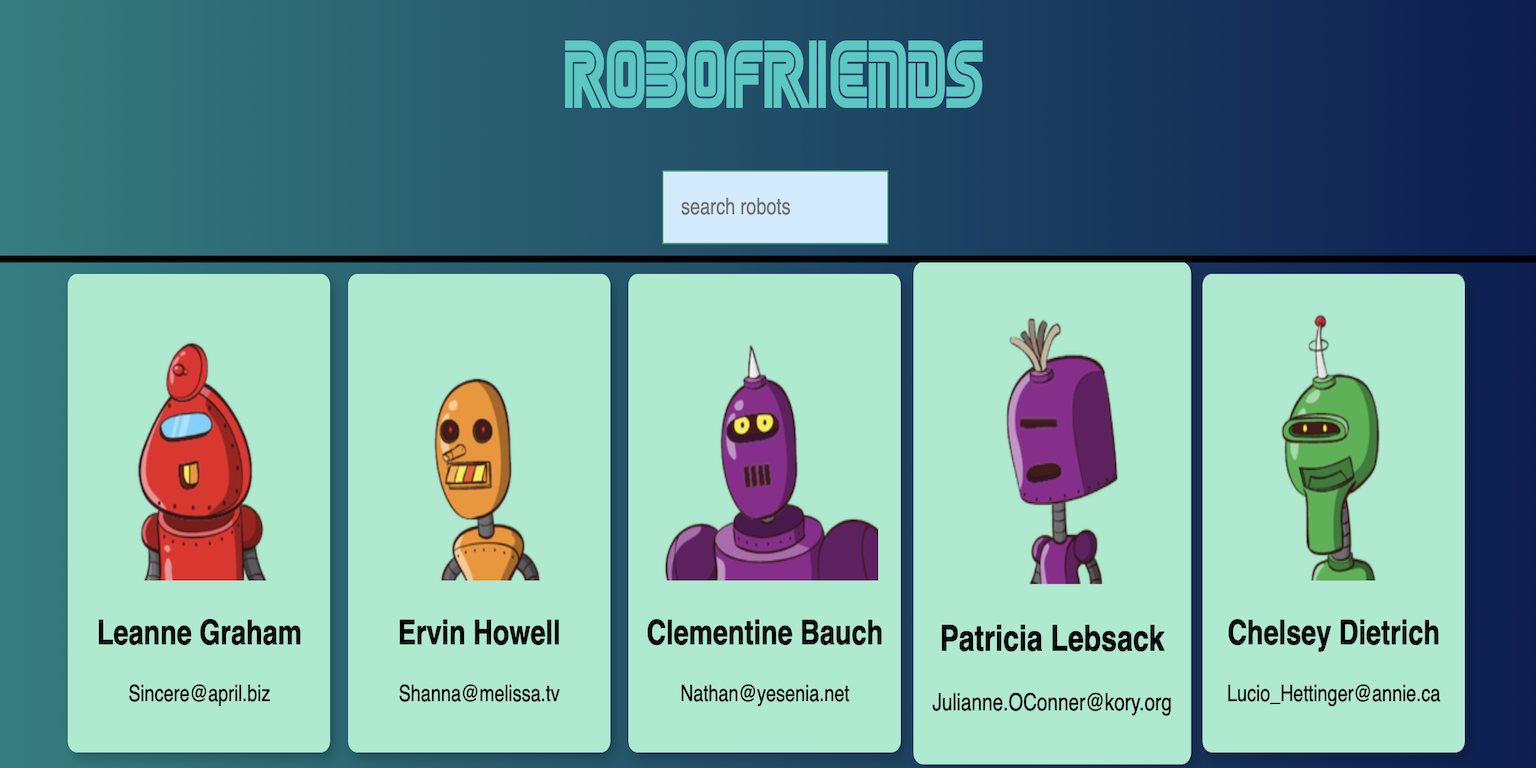 ROBOFRIENDS
search robots
Leanne Graham
Sincere@april.biz
Ervin Howell
Shanna@melissa.tv
Clementine Bauch
Nathan@yesenia.net
Patricia Lebsack
Julianne.OConner@kory.org
Chelsey Dietrich
Lucio_Hettinger@annie.ca